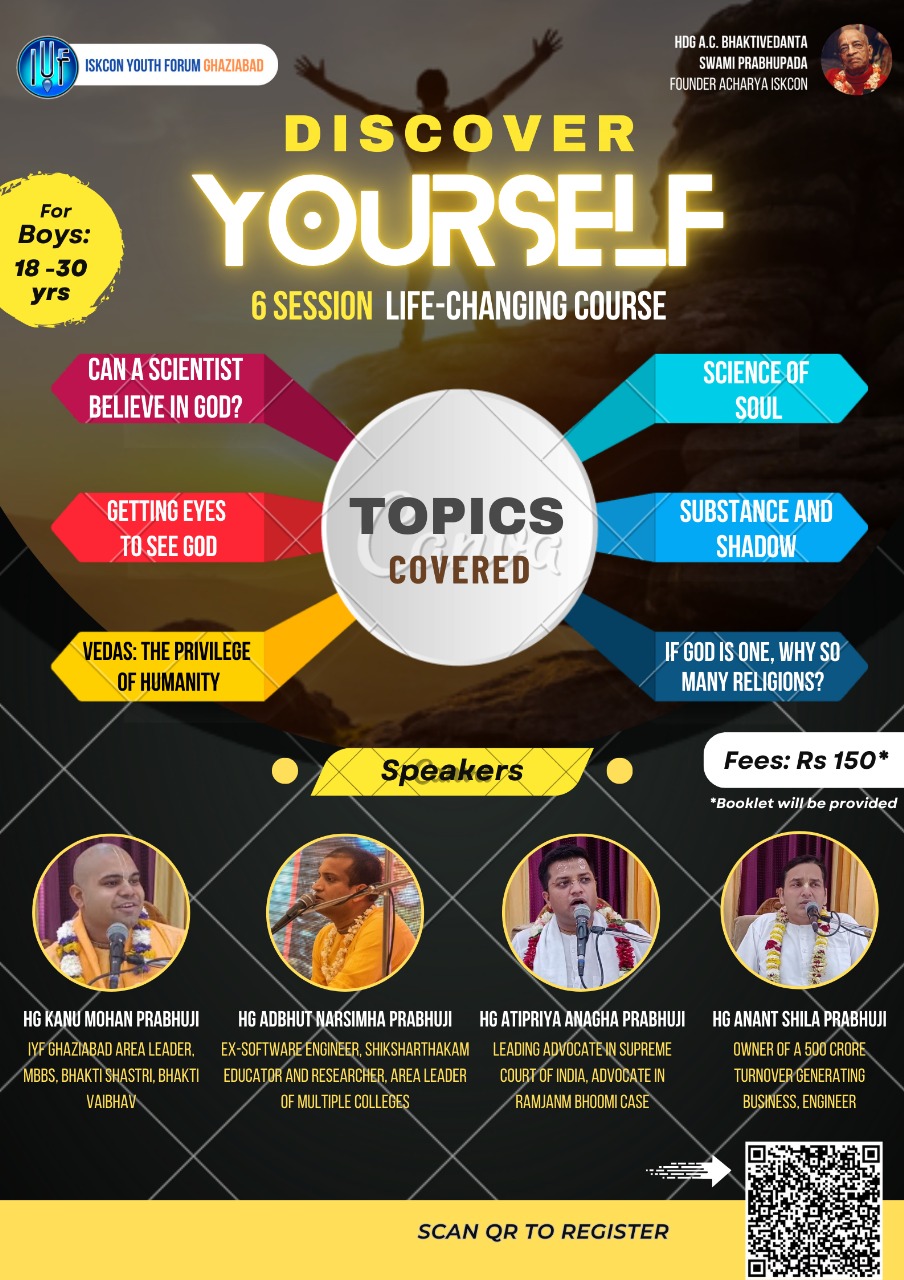 ISKCON YOUTH FORUM GHAZIABAD
HDG A.C. BHAKTIVEDANTA
SWAMI PRABHUPADA
FOUNDER ACHARYA ISKCON
DISCOVER
YOURSELF
6 SESSION LIFE-CHANGING COURSE
For
Boys:
18 -30
yrs
CAN A SCIENTIST
BELIEVE IN GOD?
SCIENCE OF
SOUL
GETTING EYES
TO SEE GOD
TOPICS
COVERED
Canva
SUBSTANCE AND
SHADOW
VEDAS: THE PRIVILEGE
OF HUMANITY
IF GOD IS ONE, WHY SO
MANY RELIGIONS?
Speakers
Fees: Rs 150*
*Booklet will be provided
HG KANU MOHAN PRABHUJI
IYF GHAZIABAD AREA LEADER,
MBBS, BHAKTI SHASTRI, BHAKTI
VAIBHAV
HG ADBHUT NARSIMHA PRABHUJI
EX-SOFTWARE ENGINEER, SHIKSHARTHAKAM
EDUCATOR AND RESEARCHER, AREA LEADER
OF MULTIPLE COLLEGES
HG ATIPRIYA ANAGHA PRABHUJI
LEADING ADVOCATE IN SUPREME
COURT OF INDIA, ADVOCATE IN
RAMJANM BHOOMI CASE
HG ANANT SHILA PRABHUJI
OWNER OF A 500 CRORE
TURNOVER GENERATING
BUSINESS, ENGINEER
SCAN QR TO REGISTER